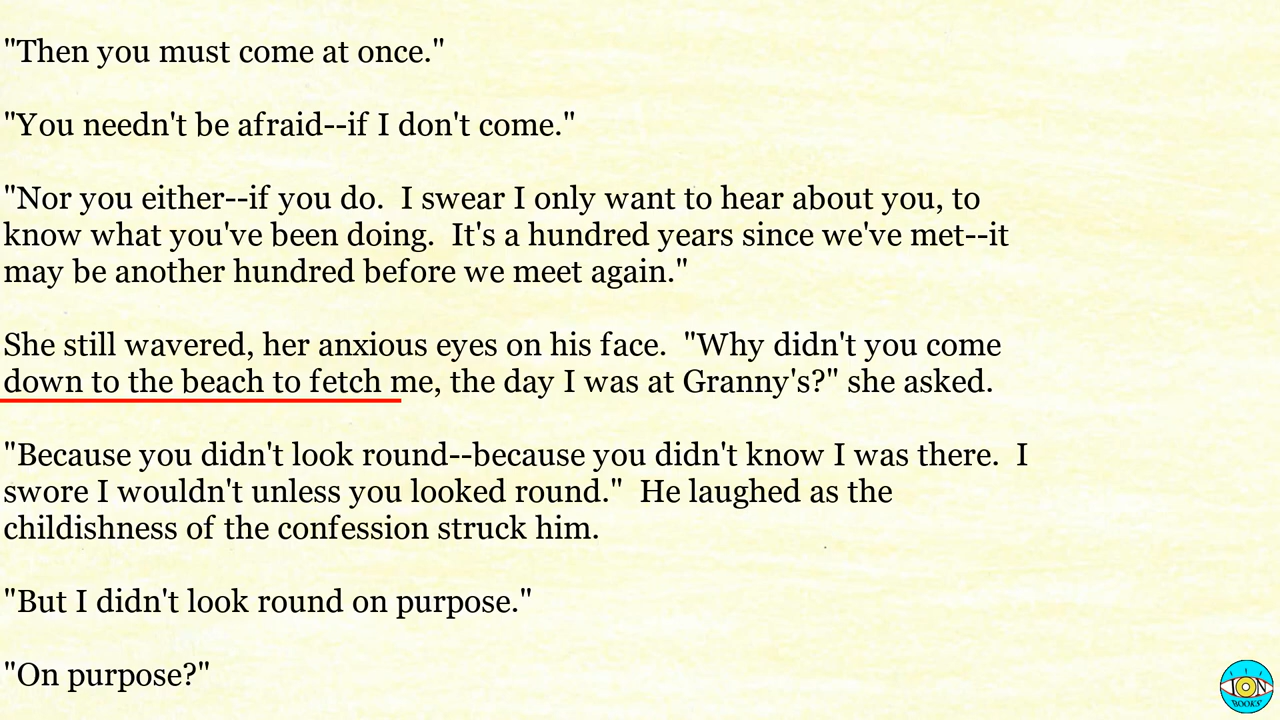 "Then you must come at once."
"You needn't be afraid--if I don't come."
"Nor you either--if you do.  I swear I only want to hear about you, to
know what you've been doing.  It's a hundred years since we've met--it
may be another hundred before we meet again."
She still wavered, her anxious eyes on his face.  "Why didn't you come
down to the beach to fetch me, the day I was at Granny's?" she asked.
"Because you didn't look round--because you didn't know I was there.  I
swore I wouldn't unless you looked round."  He laughed as the
childishness of the confession struck him.
"But I didn't look round on purpose."
"On purpose?"
ION
BOOKS